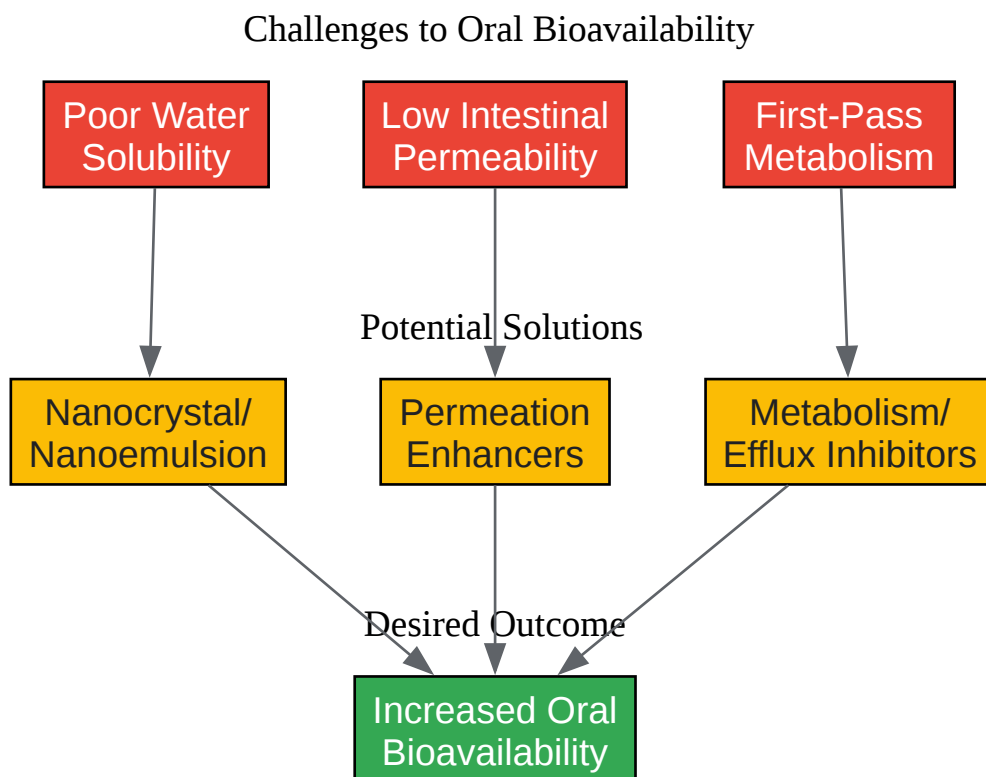 Challenges to Oral Bioavailability
Poor Water
Solubility
Low Intestinal
Permeability
First-Pass
Metabolism
Potential Solutions
Nanocrystal/
Nanoemulsion
Permeation
Enhancers
Metabolism/
Efflux Inhibitors
Desired Outcome
Increased Oral
Bioavailability